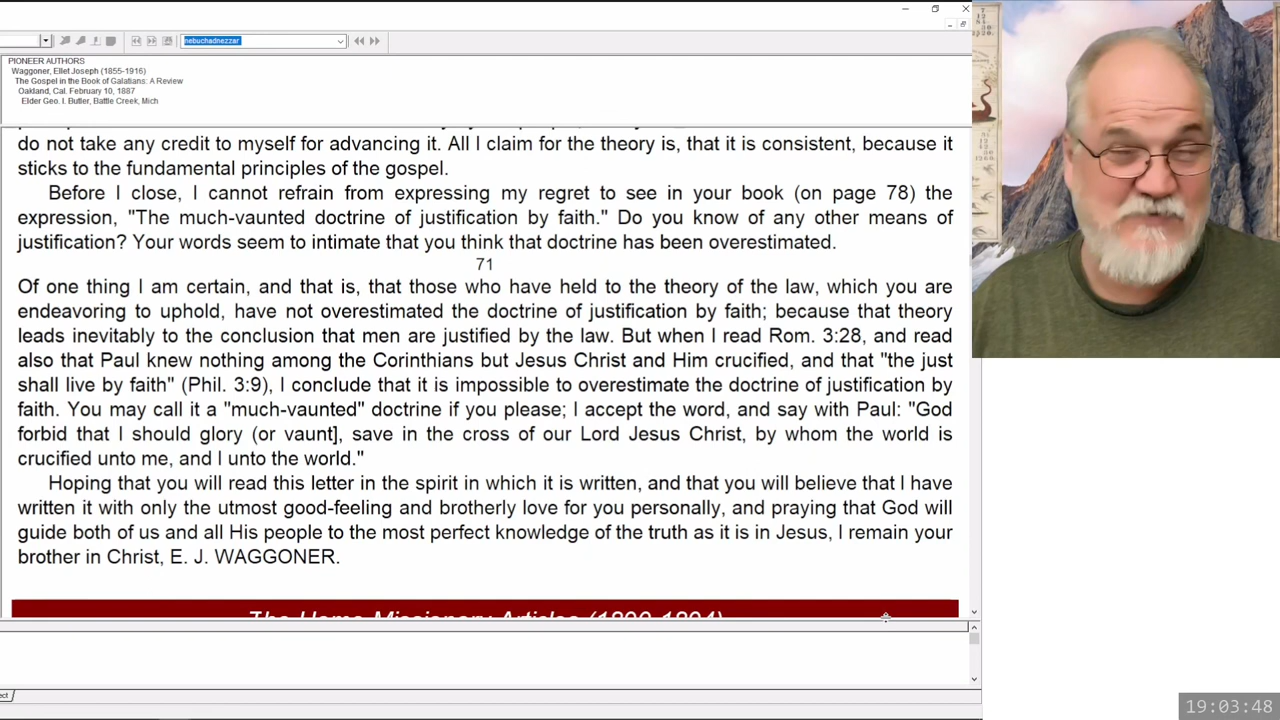 nebuchadnezzar
PIONEER AUTHORS
Waggoner, Ellet Joseph (1855-1916)
The Gospel in the Book of Galatians: A Review
Oakland, Cal. February 10, 1887
Elder Geo. I. Butler, Battle Creek, Mich
do not take any credit to myself for advancing it. All I claim for the theory is, that it is consistent, because it
sticks to the fundamental principles of the gospel.
Before I close, I cannot refrain from expressing my regret to see in your book (on page 78) the
expression, "The much-vaunted doctrine of justification by faith." Do you know of any other means of
justification? Your words seem to intimate that you think that doctrine has been overestimated.
71
Of one thing I am certain, and that is, that those who have held to the theory of the law, which you are
endeavoring to uphold, have not overestimated the doctrine of justification by faith; because that theory
leads inevitably to the conclusion that men are justified by the law. But when I read Rom. 3:28, and read
also that Paul knew nothing among the Corinthians but Jesus Christ and Him crucified, and that "the just
shall live by faith" (Phil. 3:9), I conclude that it is impossible to overestimate the doctrine of justification by
faith. You may call it a "much-vaunted" doctrine if you please; I accept the word, and say with Paul: "God
forbid that I should glory (or vaunt], save in the cross of our Lord Jesus Christ, by whom the world is
crucified unto me, and I unto the world."
Hoping that you will read this letter in the spirit in which it is written, and that you will believe that I have
written it with only the utmost good-feeling and brotherly love for you personally, and praying that God will
guide both of us and all His people to the most perfect knowledge of the truth as it is in Jesus, I remain your
brother in Christ, E. J. WAGGONER.
The Home Missionary Articles (1890-1894)
19:03:48